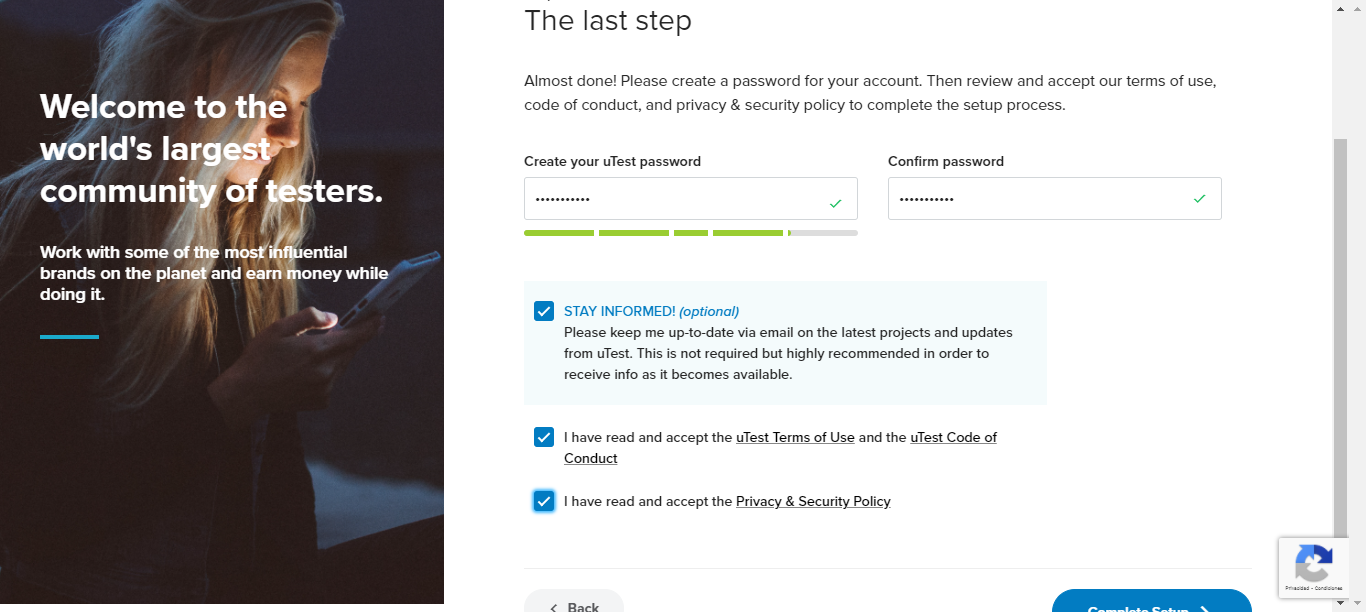 The last step
Welcome to the
world's largest
community of testers.
Work with some of the most influential
brands on the planet and earn money while
doing it.
Almost done! Please create a password for your account. Then review and accept our terms of use,
code of conduct, and privacy & security policy to complete the setup process.
Create your uTest password
Confirm password
•••••••••••
•••••••••••
STAY INFORMED! (optional)
Please keep me up-to-date via email on the latest projects and updates
from uTest. This is not required but highly recommended in order to
receive info as it becomes available.
I have read and accept the uTest Terms of Use and the uTest Code of
Conduct
I have read and accept the Privacy & Security Policy
Back
Complete Setup
Privacidad - Condiciones